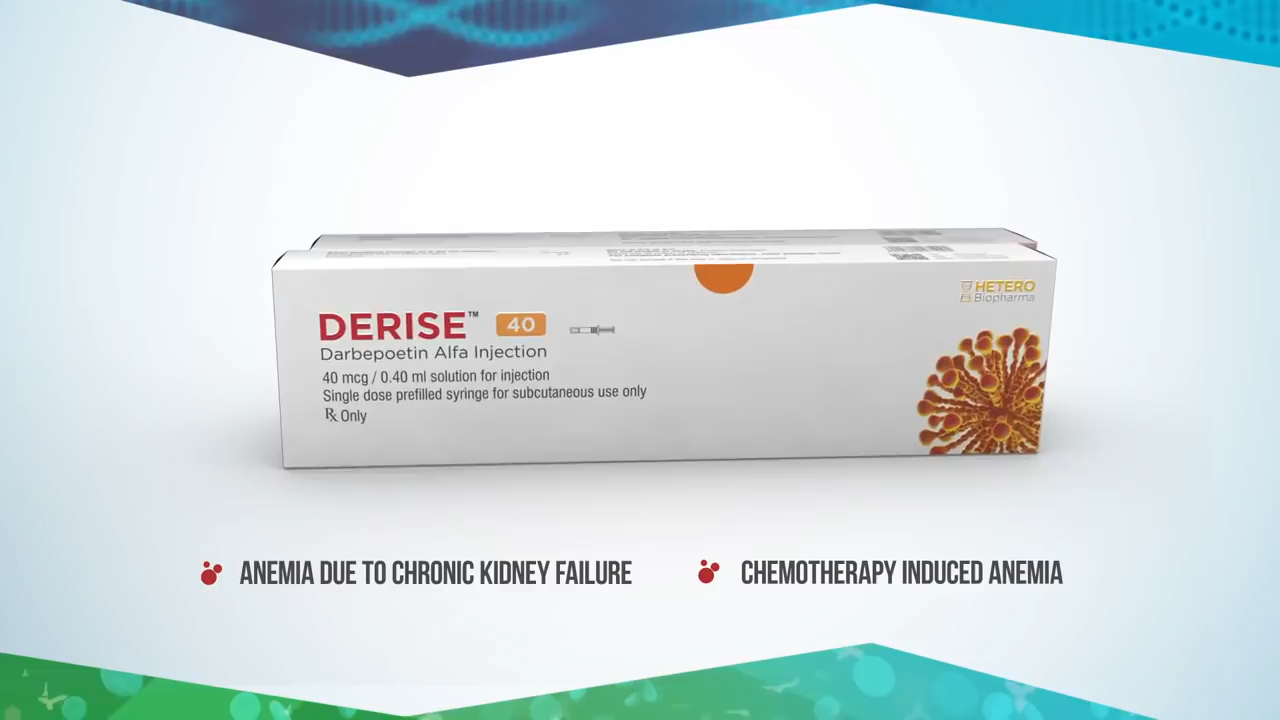 HETERO
Biopharma
DERISE™ 40
Darbepoetin Alfa Injection
40 mcg / 0.40 ml solution for injection
Single dose prefilled syringe for subcutaneous use only
℞ Only
ANEMIA DUE TO CHRONIC KIDNEY FAILURE
CHEMOTHERAPY INDUCED ANEMIA